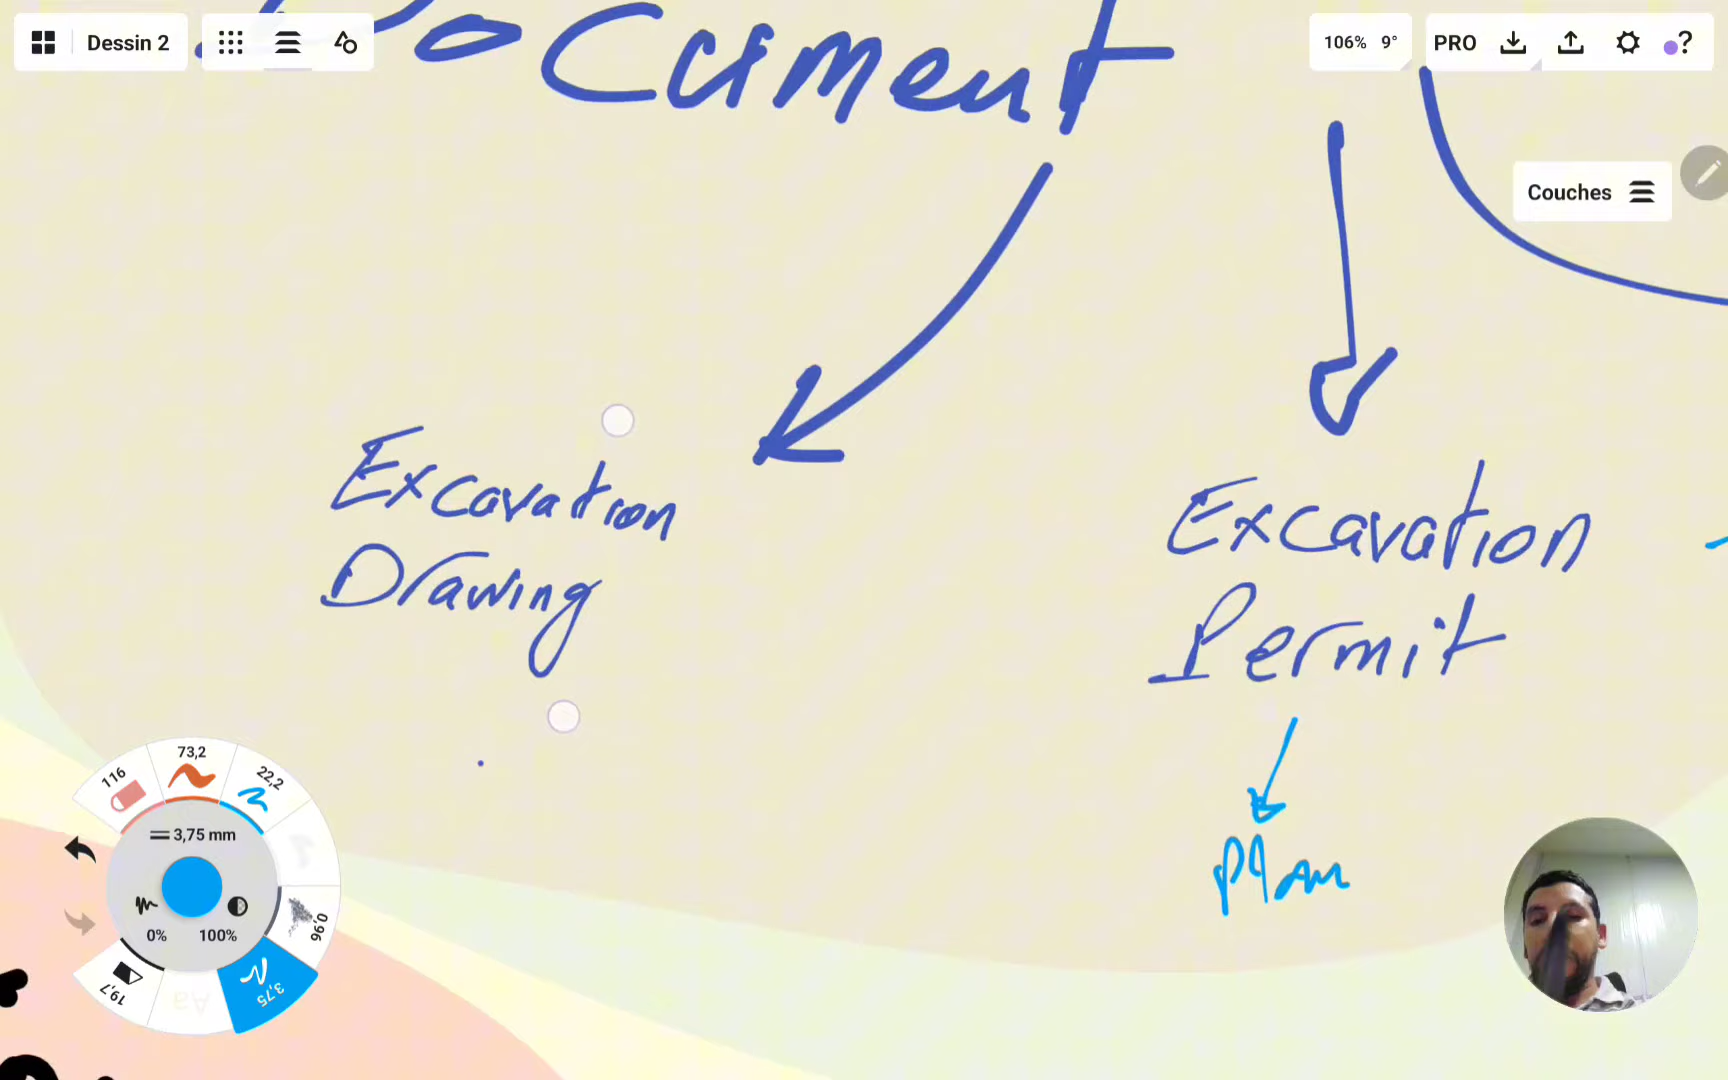 Dessin 2
106% 9°
PRO
?
Document
Couches
Excavation
Drawing
Excavation
Permit
Plan
116
73,2
22,2
3,75 mm
0%
100%
0,96
3,75
Aa
19,7